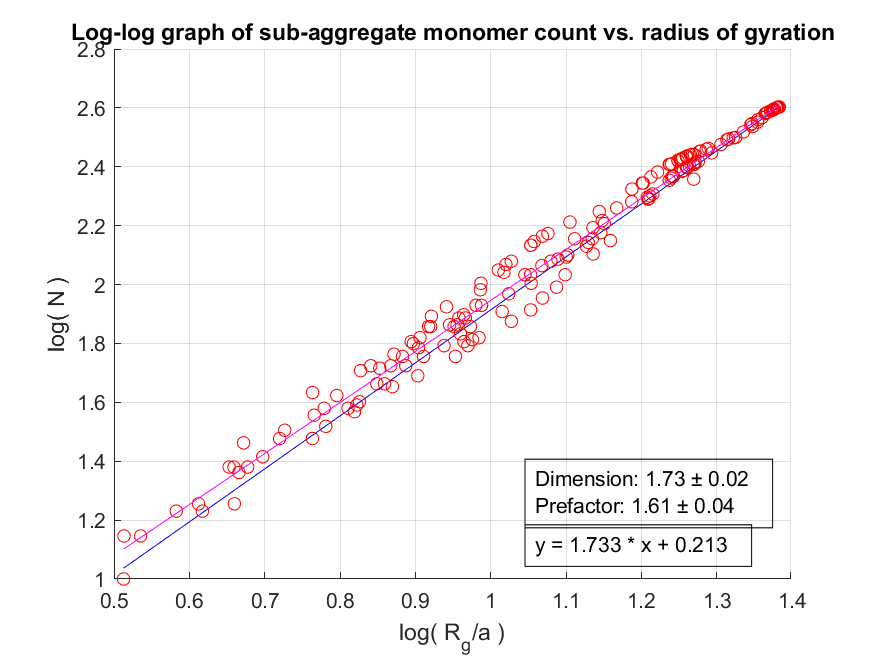 Log-log graph of sub-aggregate monomer count vs. radius of gyration
2.8
2.6
2.4
2.2
2
1.8
1.6
1.4
1.2
1
log( N )
Dimension: 1.73 ± 0.02
Prefactor: 1.61 ± 0.04
y = 1.733 * x + 0.213
0.5 0.6 0.7 0.8 0.9 1 1.1 1.2 1.3 1.4
log( Rg/a )